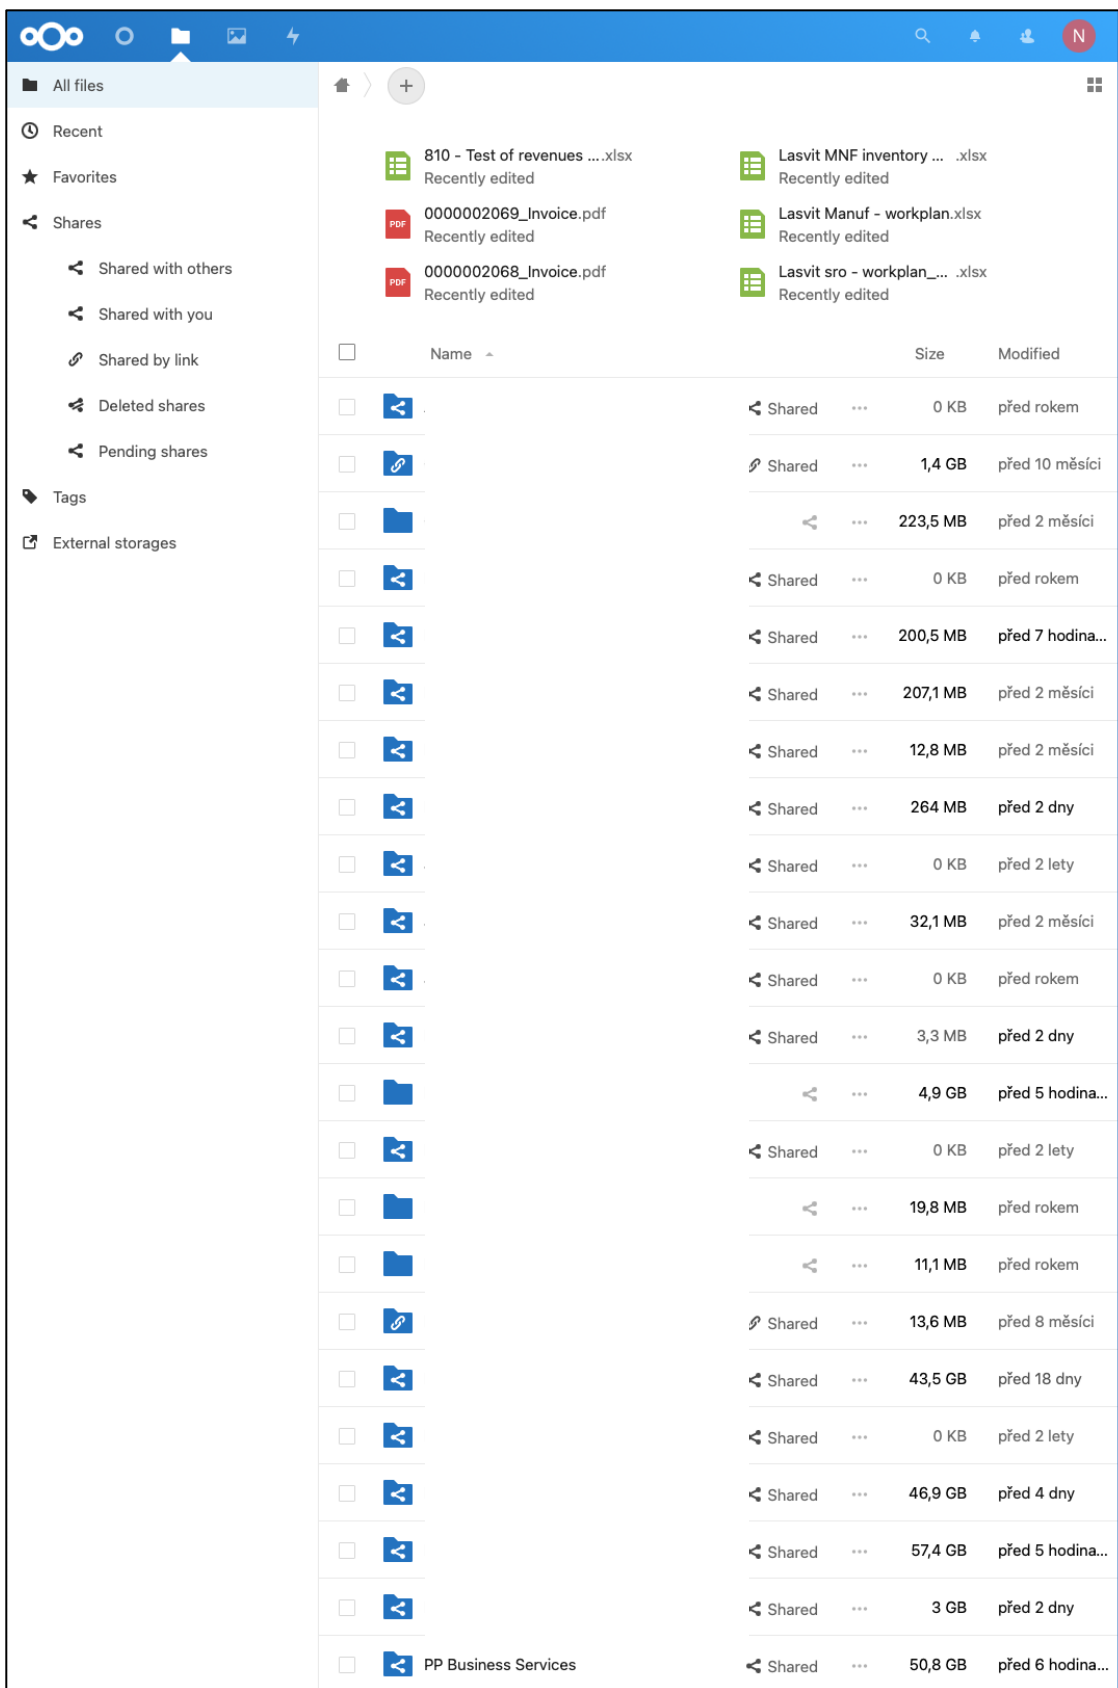 N
All files
Recent
Favorites
Shares
Shared with others
Shared with you
Shared by link
Deleted shares
Pending shares
Tags
External storages
810 - Test of revenues ....xlsx
Recently edited
Lasvit MNF inventory ... .xlsx
Recently edited
PDF
0000002069_Invoice.pdf
Recently edited
Lasvit Manuf - workplan.xlsx
Recently edited
PDF
0000002068_Invoice.pdf
Recently edited
Lasvit sro - workplan_... .xlsx
Recently edited
Name Size Modified
Shared ... 0 KB před rokem
Shared ... 1,4 GB před 10 měsíci
... 223,5 MB před 2 měsíci
Shared ... 0 KB před rokem
Shared ... 200,5 MB před 7 hodina...
Shared ... 207,1 MB před 2 měsíci
Shared ... 12,8 MB před 2 měsíci
Shared ... 264 MB před 2 dny
Shared ... 0 KB před 2 lety
Shared ... 32,1 MB před 2 měsíci
Shared ... 0 KB před rokem
Shared ... 3,3 MB před 2 dny
... 4,9 GB před 5 hodina...
Shared ... 0 KB před 2 lety
... 19,8 MB před rokem
... 11,1 MB před rokem
Shared ... 13,6 MB před 8 měsíci
Shared ... 43,5 GB před 18 dny
Shared ... 0 KB před 2 lety
Shared ... 46,9 GB před 4 dny
Shared ... 57,4 GB před 5 hodina...
Shared ... 3 GB před 2 dny
PP Business Services Shared ... 50,8 GB před 6 hodina...